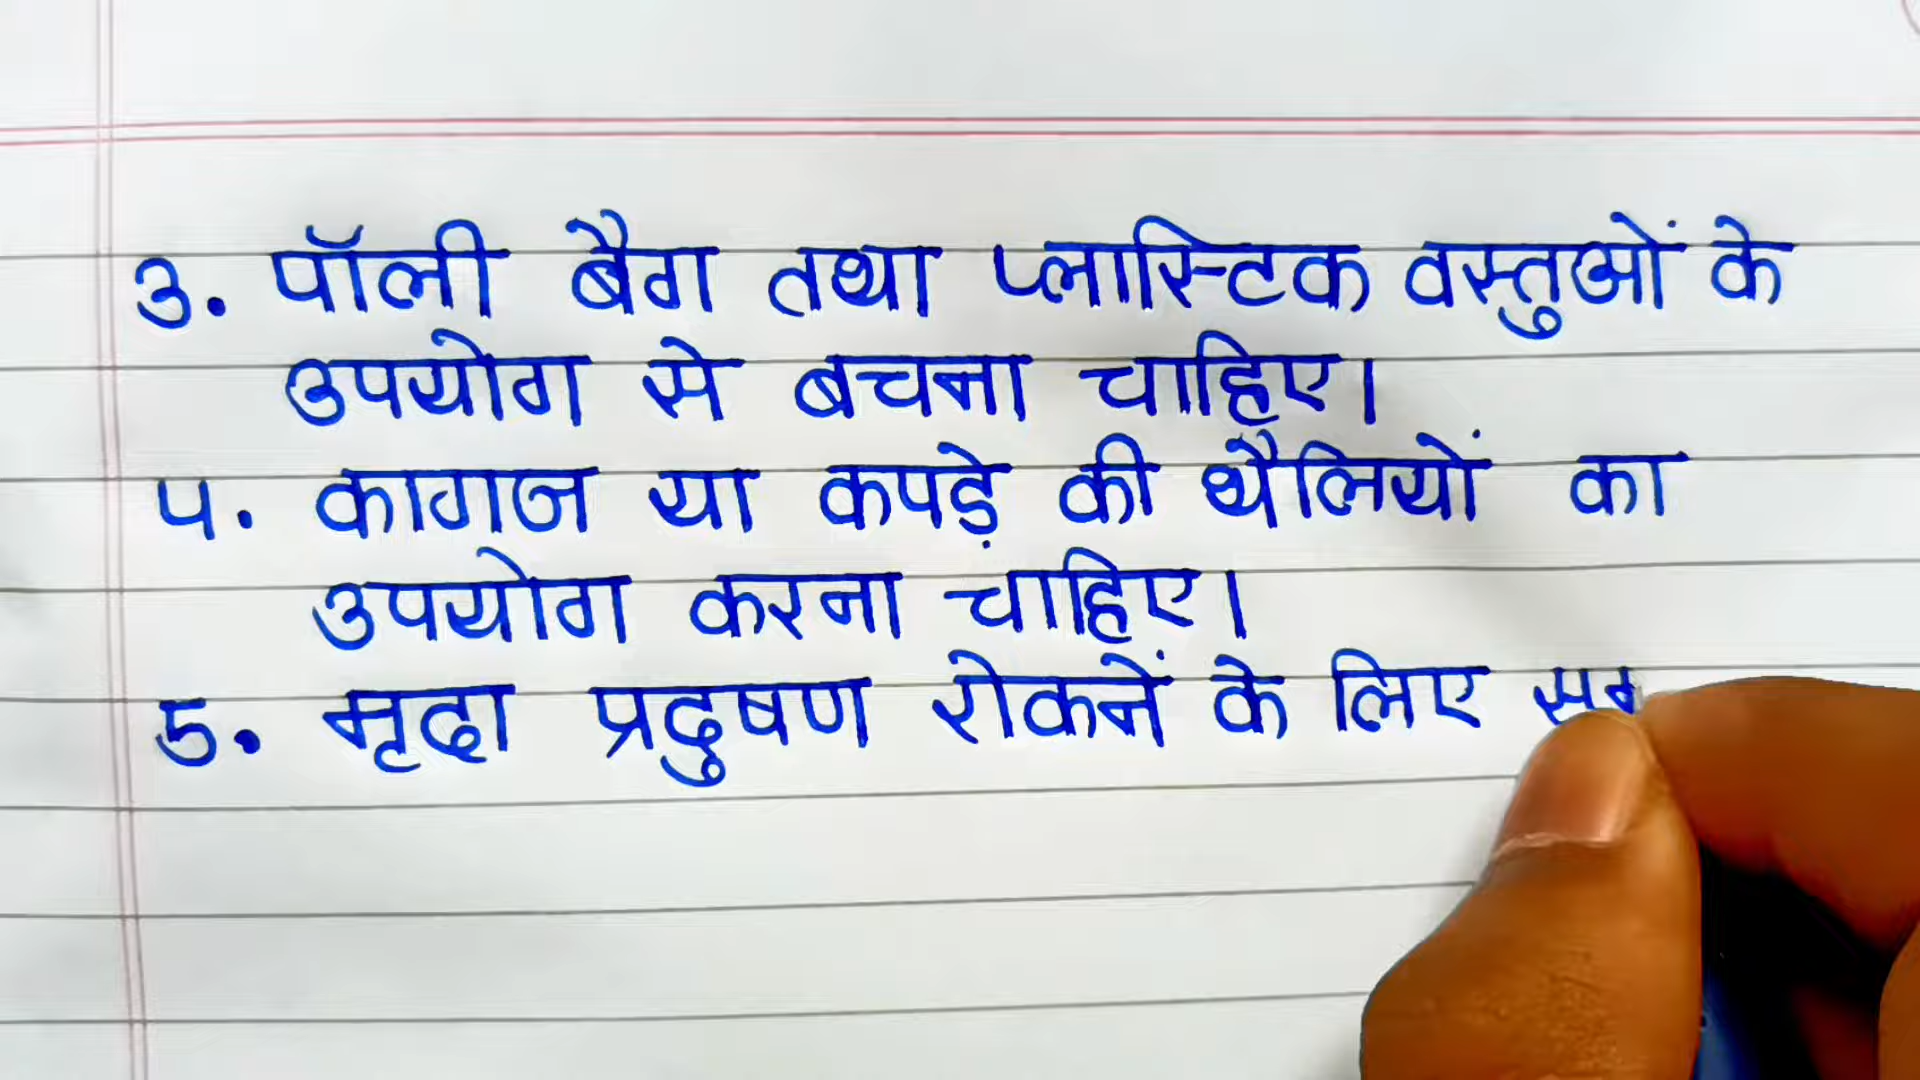 3. पॉली बैग तथा प्लास्टिक वस्तुओं के
उपयोग से बचना चाहिए।
4. कागज या कपड़े की थैलियों का
उपयोग करना चाहिए।
5. मृदा प्रदुषण रोकनें के लिए